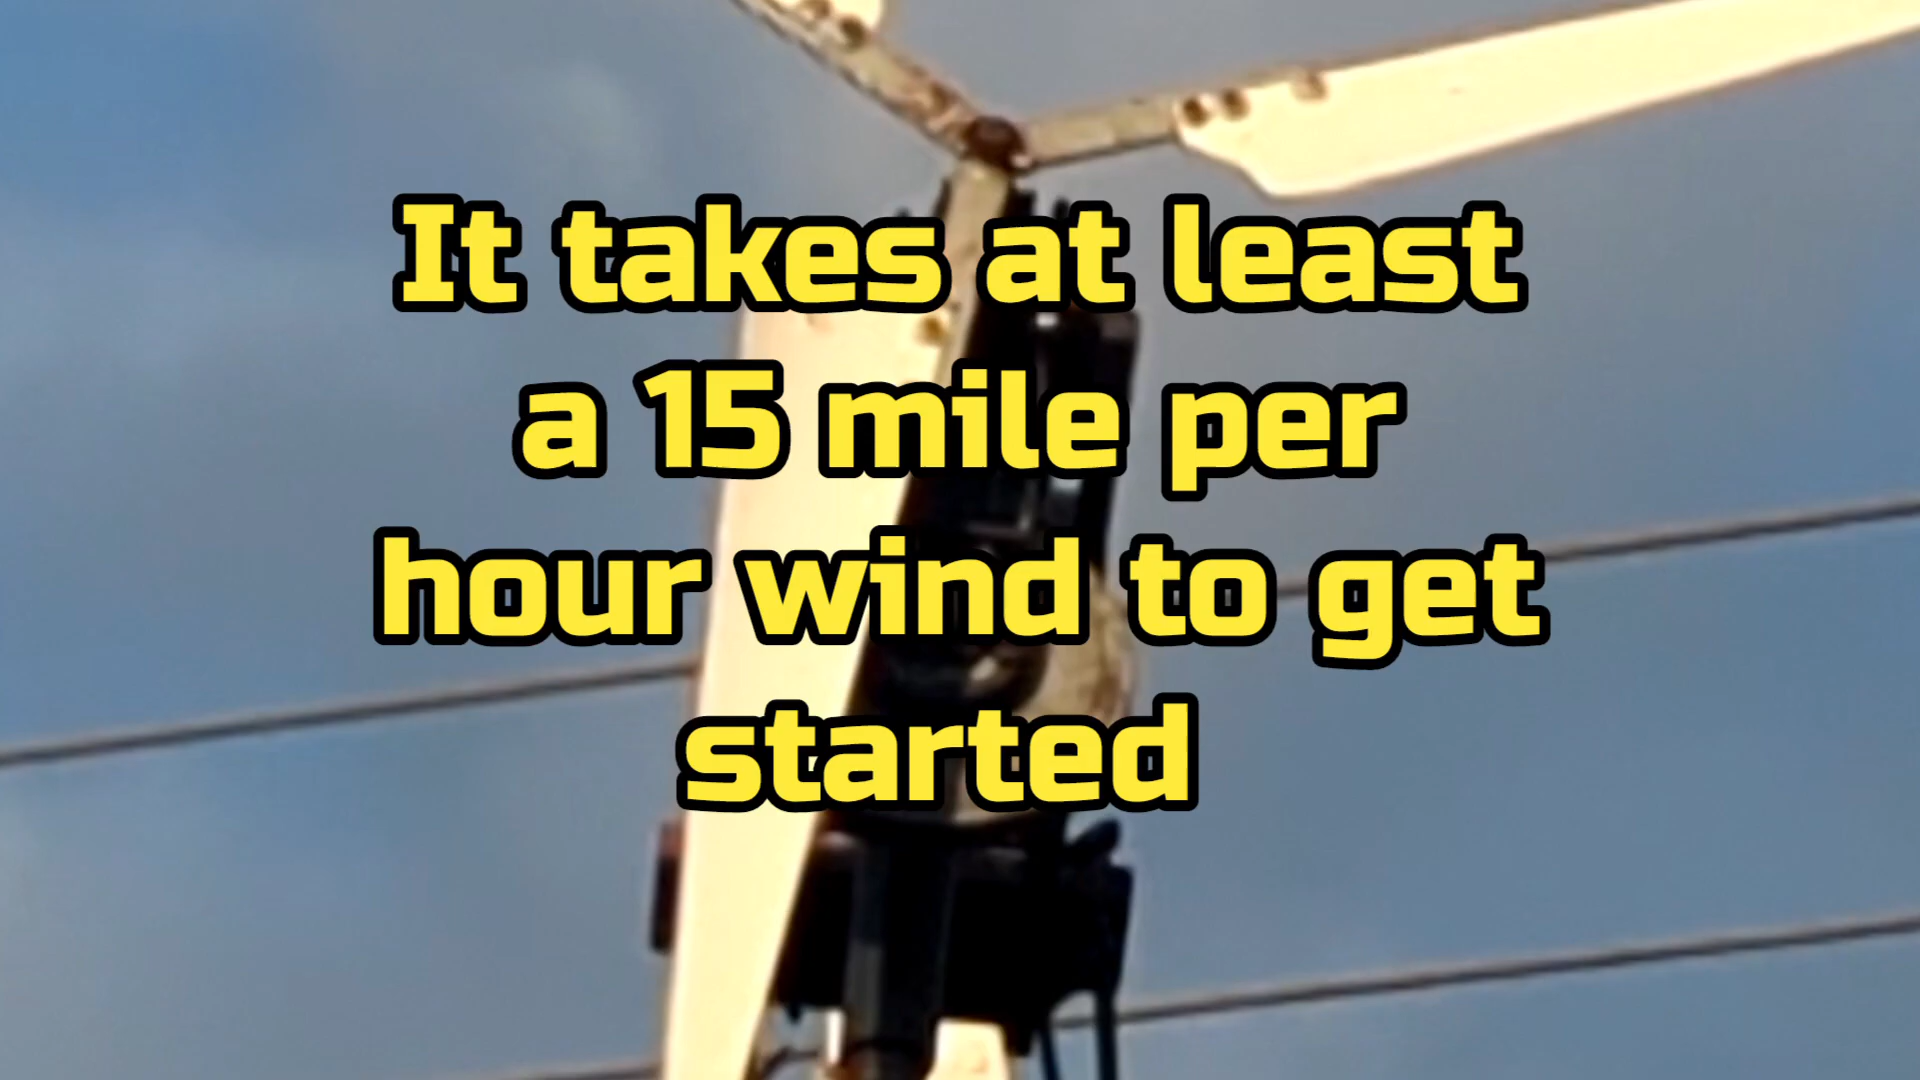 It takes at least
a 15 mile per
hour wind to get
started